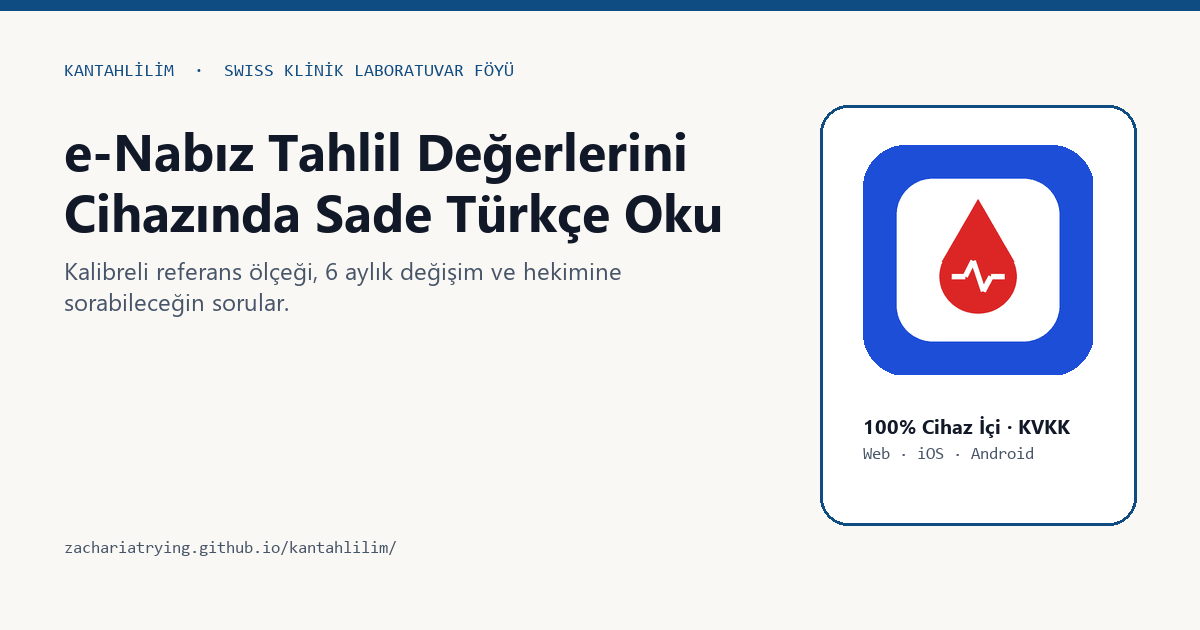 KANTAHLİLİM · SWISS KLİNİK LABORATUVAR FÖYÜ
e-Nabız Tahlil Değerlerini
Cihazında Sade Türkçe Oku
Kalibreli referans ölçeği, 6 aylık değişim ve hekimine
sorabileceğin sorular.
100% Cihaz İçi · KVKK
Web · iOS · Android
zachariatrying.github.io/kantahlilim/